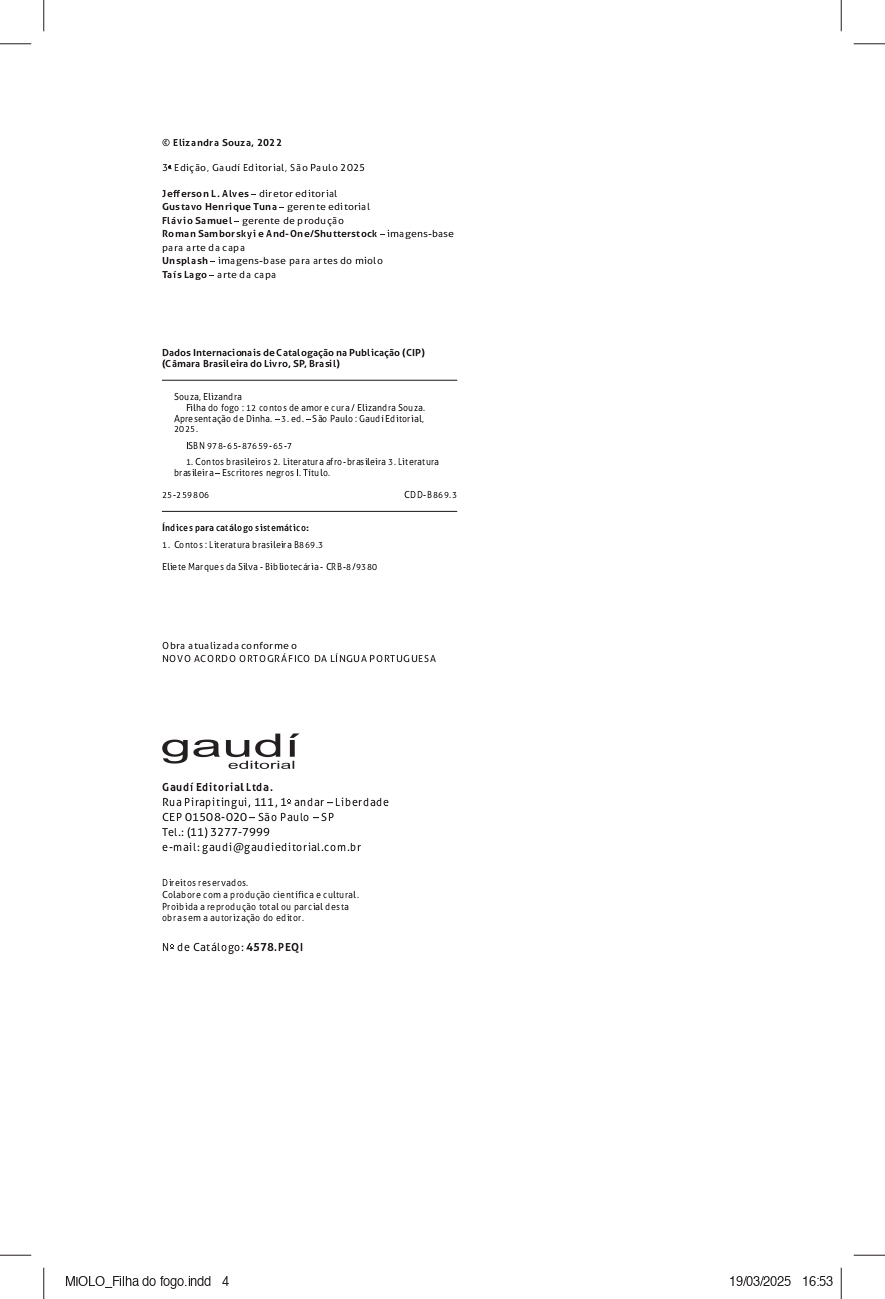 © Elizandra Souza, 2022
3ª Edição, Gaudí Editorial, São Paulo 2025
Jefferson L. Alves – diretor editorial
Gustavo Henrique Tuna – gerente editorial
Flávio Samuel – gerente de produção
Roman Samborskyi e And-One/Shutterstock – imagens-base
para arte da capa
Unsplash – imagens-base para artes do miolo
Taís Lago – arte da capa
Dados Internacionais de Catalogação na Publicação (CIP)
(Câmara Brasileira do Livro, SP, Brasil)
Souza, Elizandra
Filha do fogo : 12 contos de amor e cura / Elizandra Souza.
Apresentação de Dinha. – 3. ed. – São Paulo : Gaudí Editorial,
2025.
ISBN 978-65-87659-65-7
1. Contos brasileiros 2. Literatura afro-brasileira 3. Literatura
brasileira – Escritores negros I. Título.
25-259806 CDD-B869.3
Índices para catálogo sistemático:
1. Contos : Literatura brasileira B869.3
Eliete Marques da Silva - Bibliotecária - CRB-8/9380
Obra atualizada conforme o
NOVO ACORDO ORTOGRÁFICO DA LÍNGUA PORTUGUESA
gaudí
editorial
Gaudí Editorial Ltda.
Rua Pirapitingui, 111, 1º andar – Liberdade
CEP 01508-020 – São Paulo – SP
Tel.: (11) 3277-7999
e-mail: gaudi@gaudieditorial.com.br
Direitos reservados.
Colabore com a produção científica e cultural.
Proibida a reprodução total ou parcial desta
obra sem a autorização do editor.
Nº de Catálogo: 4578.PEQI
MIOLO_Filha do fogo.indd 4 19/03/2025 16:53